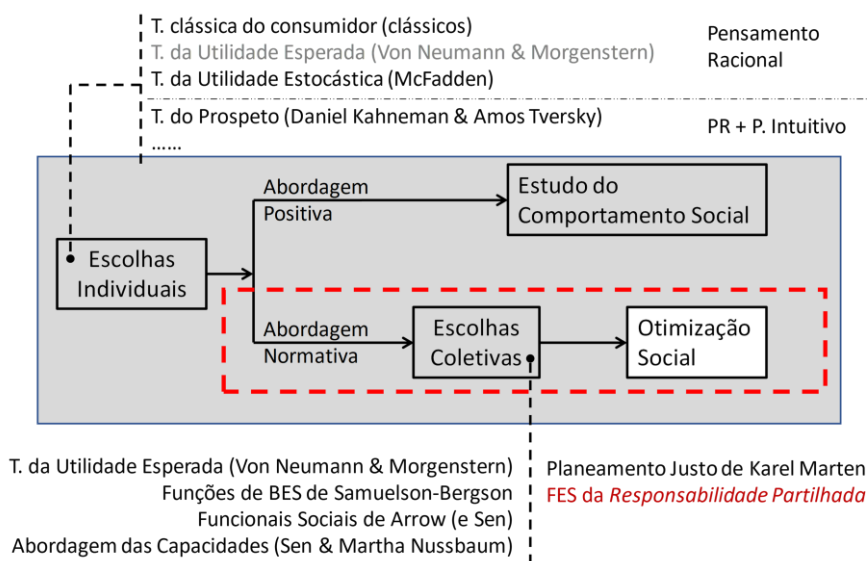 T. clássica do consumidor (clássicos)
T. da Utilidade Esperada (Von Neumann & Morgenstern)
T. da Utilidade Estocástica (McFadden)
Pensamento
Racional
T. do Prospeto (Daniel Kahneman & Amos Tversky)
......
PR + P. Intuitivo
Abordagem
Positiva
Estudo do
Comportamento Social
Escolhas
Individuais
Abordagem
Normativa
Escolhas
Coletivas
Otimização
Social
T. da Utilidade Esperada (Von Neumann & Morgenstern)
Funções de BES de Samuelson-Bergson
Funcionais Sociais de Arrow (e Sen)
Abordagem das Capacidades (Sen & Martha Nussbaum)
Planeamento Justo de Karel Marten
FES da Responsabilidade Partilhada